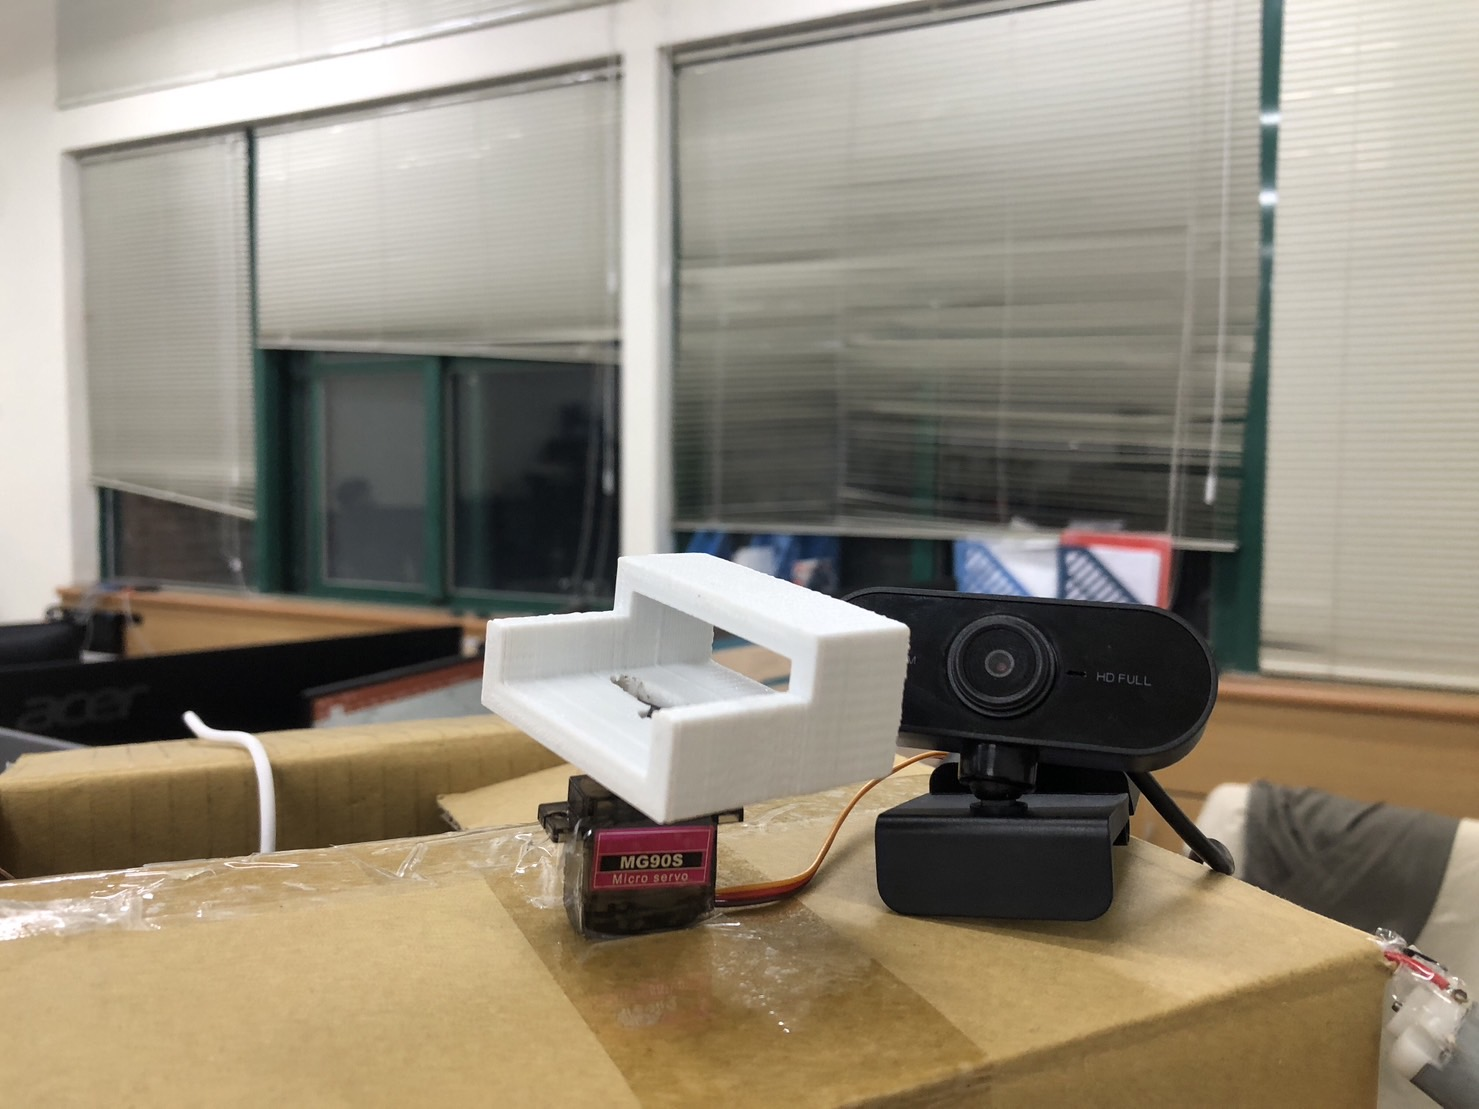 acer
HD FULL
MG90S
Micro servo